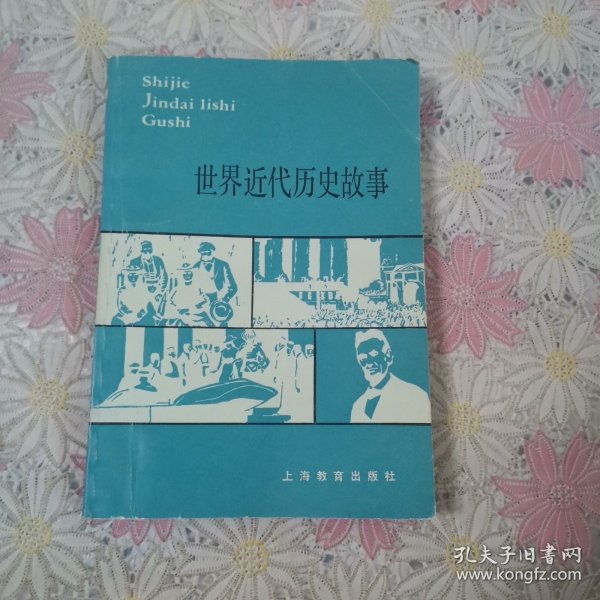 Shijie
Jindai lishi
Gushi
世界近代历史故事
上海教育出版社
孔夫子旧书网
www.kongfz.com